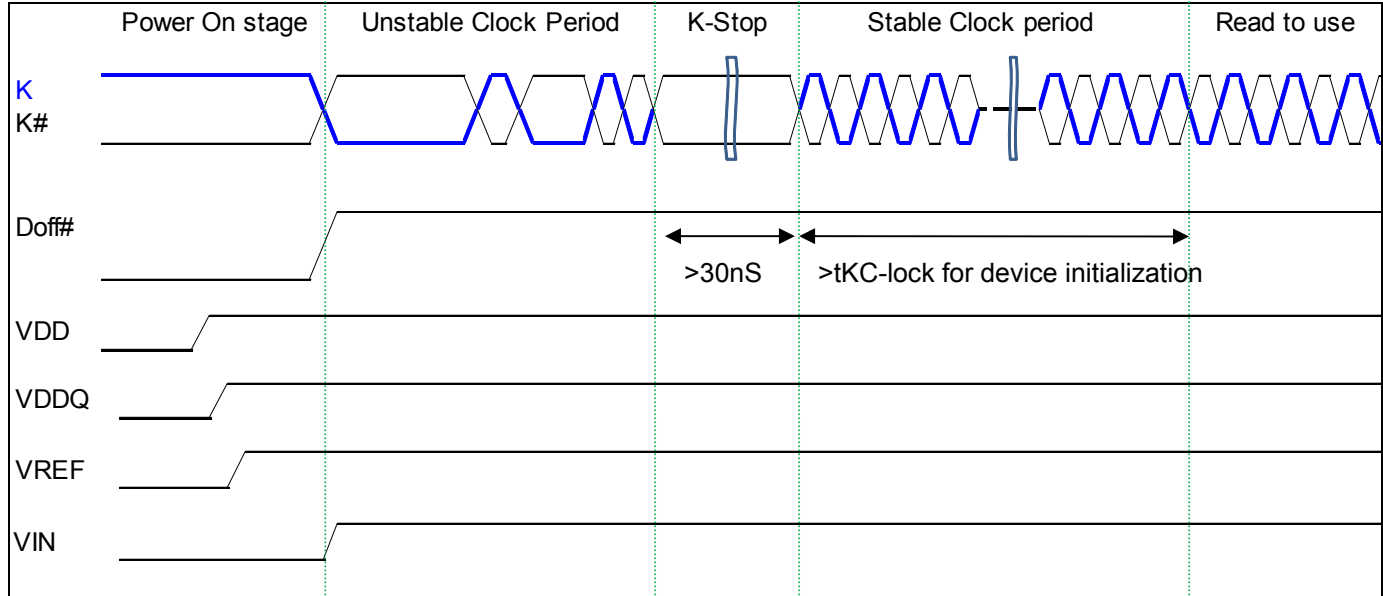 Power On stage Unstable Clock Period K-Stop Stable Clock period Read to use
K
K#
Doff#
>30nS >tKC-lock for device initialization
VDD
VDDQ
VREF
VIN